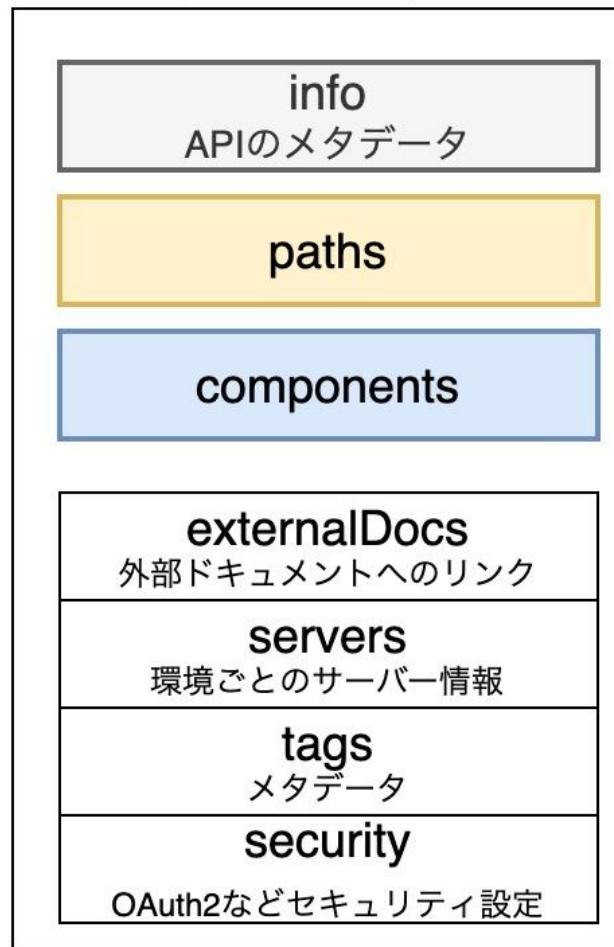 info
APIのメタデータ
paths
components
externalDocs
外部ドキュメントへのリンク
servers
環境ごとのサーバー情報
tags
メタデータ
security
OAuth2などセキュリティ設定